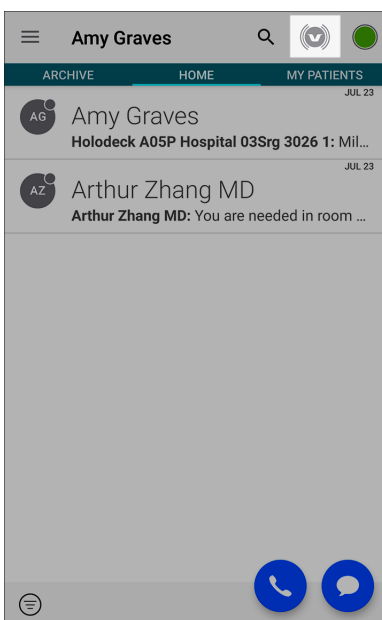 Amy Graves
ARCHIVE HOME MY PATIENTS
JUL 23
AG Amy Graves
Holodeck A05P Hospital 03Srg 3026 1: Mil...
JUL 23
AZ Arthur Zhang MD
Arthur Zhang MD: You are needed in room ...